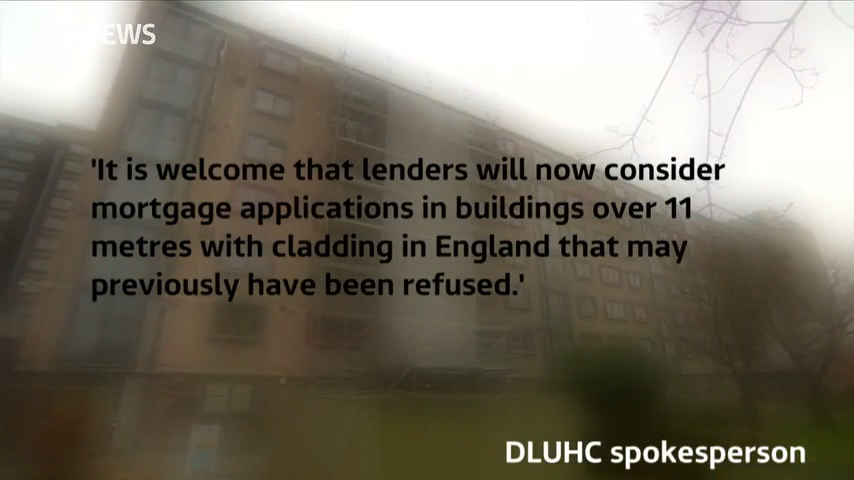 NEWS
'It is welcome that lenders will now consider
mortgage applications in buildings over 11
metres with cladding in England that may
previously have been refused.'
DLUHC spokesperson